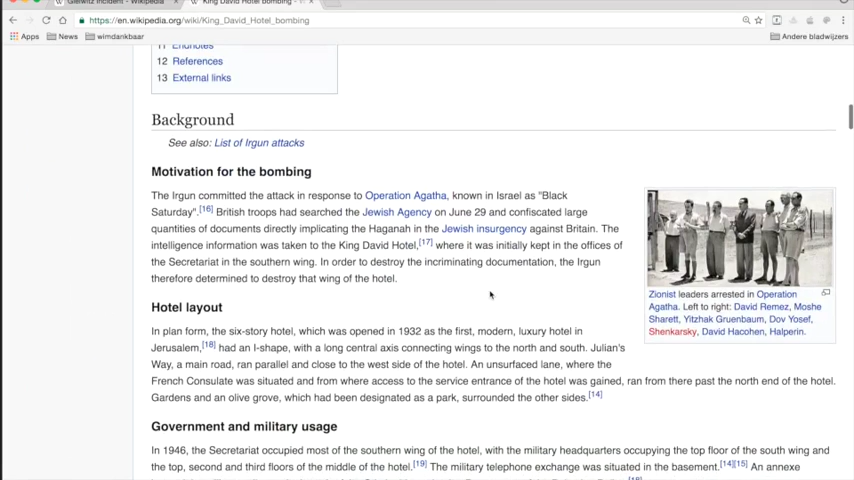 Gleiwitz incident - Wikipedia
King David Hotel bombing -
https://en.wikipedia.org/wiki/King_David_Hotel_bombing
Apps News wimdankbaar Andere bladwijzers
11 Endnotes
12 References
13 External links
Background
See also: List of Irgun attacks
Motivation for the bombing
The Irgun committed the attack in response to Operation Agatha, known in Israel as "Black
Saturday".[16] British troops had searched the Jewish Agency on June 29 and confiscated large
quantities of documents directly implicating the Haganah in the Jewish insurgency against Britain. The
intelligence information was taken to the King David Hotel,[17] where it was initially kept in the offices of
the Secretariat in the southern wing. In order to destroy the incriminating documentation, the Irgun
therefore determined to destroy that wing of the hotel.
Zionist leaders arrested in Operation
Agatha. Left to right: David Remez, Moshe
Sharett, Yitzhak Gruenbaum, Dov Yosef,
Shenkarsky, David Hacohen, Halperin.
Hotel layout
In plan form, the six-story hotel, which was opened in 1932 as the first, modern, luxury hotel in
Jerusalem,[18] had an I-shape, with a long central axis connecting wings to the north and south. Julian's
Way, a main road, ran parallel and close to the west side of the hotel. An unsurfaced lane, where the
French Consulate was situated and from where access to the service entrance of the hotel was gained, ran from there past the north end of the hotel.
Gardens and an olive grove, which had been designated as a park, surrounded the other sides.[14]
Government and military usage
In 1946, the Secretariat occupied most of the southern wing of the hotel, with the military headquarters occupying the top floor of the south wing and
the top, second and third floors of the middle of the hotel.[19] The military telephone exchange was situated in the basement.[14][15] An annexe